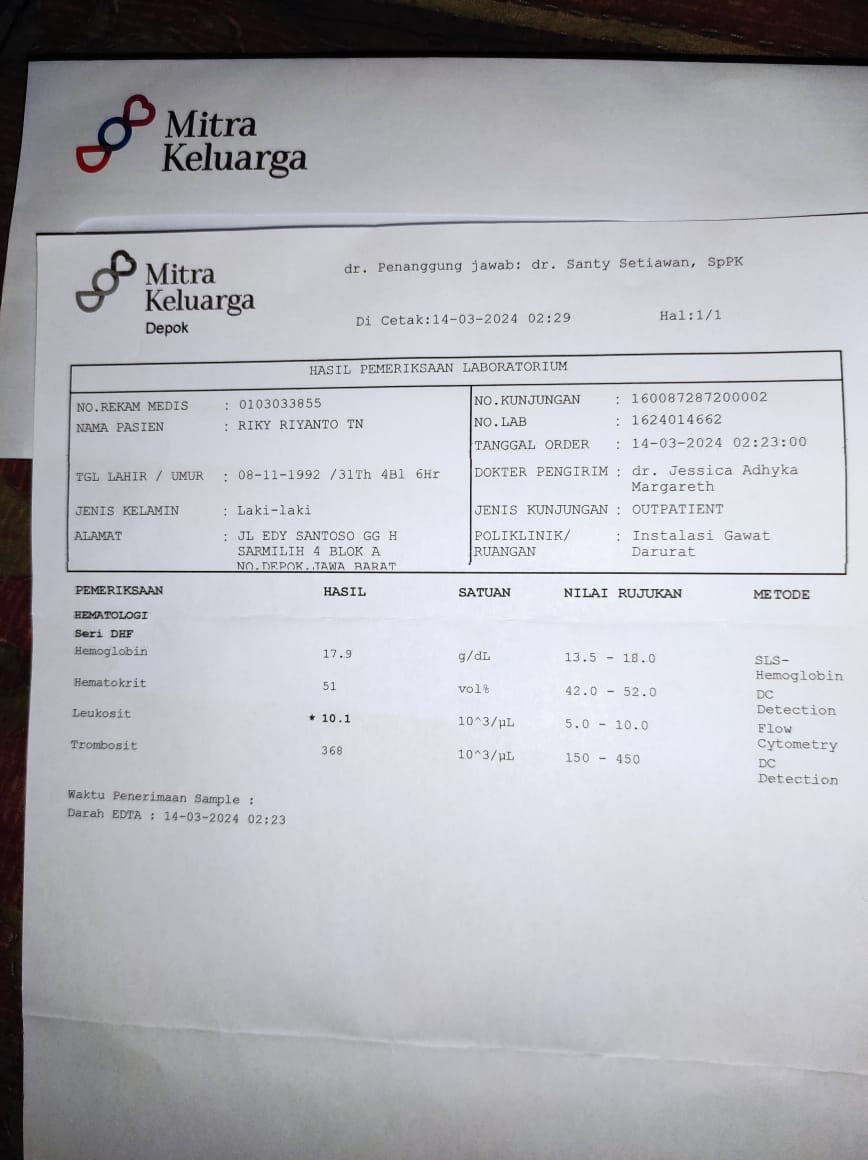 Mitra
Keluarga
Mitra
Keluarga
Depok
dr. Penanggung jawab: dr. Santy Setiawan, SpPK
Di Cetak:14-03-2024 02:29 Hal:1/1
HASIL PEMERIKSAAN LABORATORIUM
NO.REKAM MEDIS : 0103033855 NO.KUNJUNGAN : 160087287200002
NAMA PASIEN : RIKY RIYANTO TN NO.LAB : 1624014662
TANGGAL ORDER : 14-03-2024 02:23:00
TGL LAHIR / UMUR : 08-11-1992 /31Th 4Bl 6Hr DOKTER PENGIRIM : dr. Jessica Adhyka
Margareth
JENIS KELAMIN : Laki-laki JENIS KUNJUNGAN : OUTPATIENT
ALAMAT : JL EDY SANTOSO GG H POLIKLINIK/ : Instalasi Gawat
SARMILIH 4 BLOK A RUANGAN Darurat
NO.DEPOK.JAWA BARAT
PEMERIKSAAN HASIL SATUAN NILAI RUJUKAN METODE
HEMATOLOGI
Seri DHF
Hemoglobin 17.9 g/dL 13.5 - 18.0 SLS-
Hemoglobin
Hematokrit 51 vol% 42.0 - 52.0 DC
Detection
Leukosit * 10.1 10^3/µL 5.0 - 10.0 Flow
Cytometry
Trombosit 368 10^3/µL 150 - 450 DC
Detection
Waktu Penerimaan Sample :
Darah EDTA : 14-03-2024 02:23